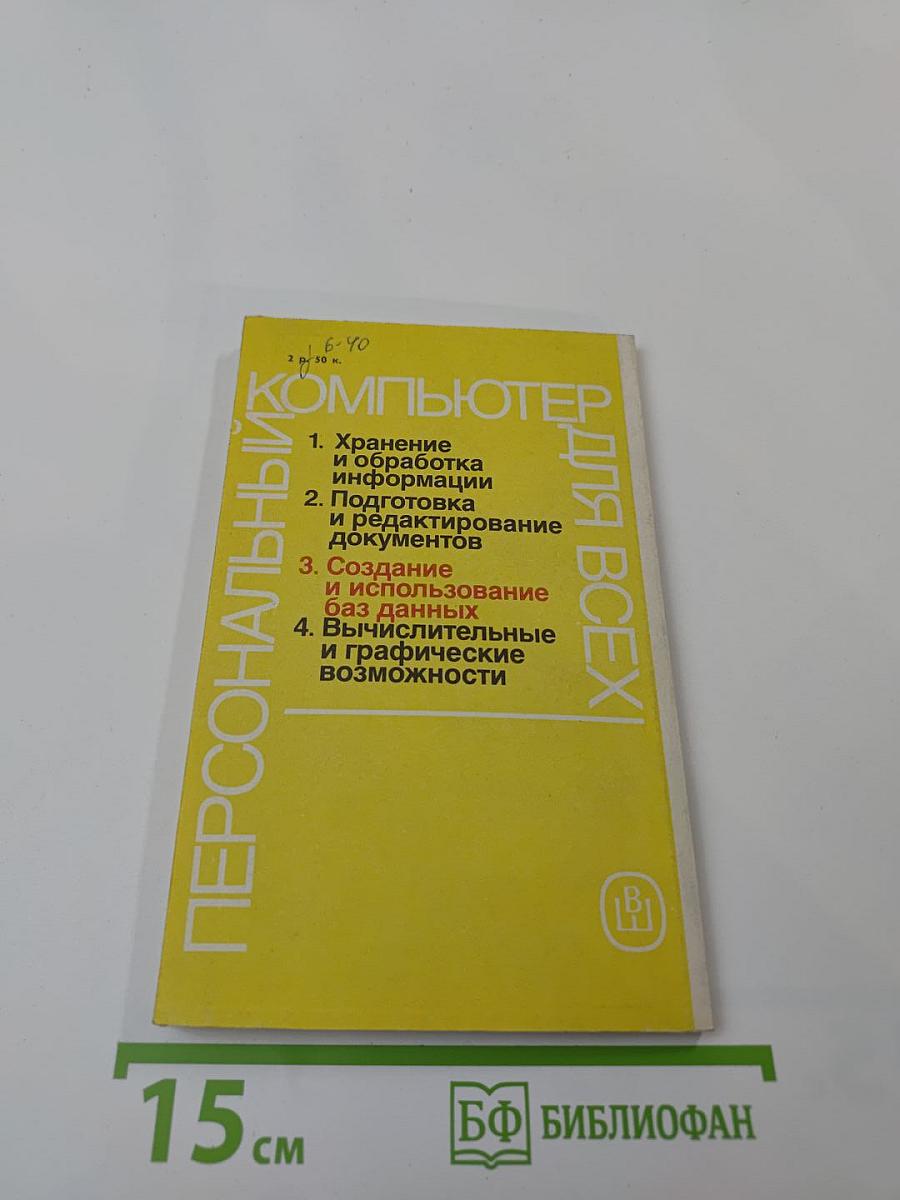 6-40
2 р. 50 к.
ПЕРСОНАЛЬНЫЙ
КОМПЬЮТЕР
ДЛЯ ВСЕХ
1. Хранение
и обработка
информации
2. Подготовка
и редактирование
документов
3. Создание
и использование
баз данных
4. Вычислительные
и графические
возможности
ВШ
15 см
БФ БИБЛИОФАН